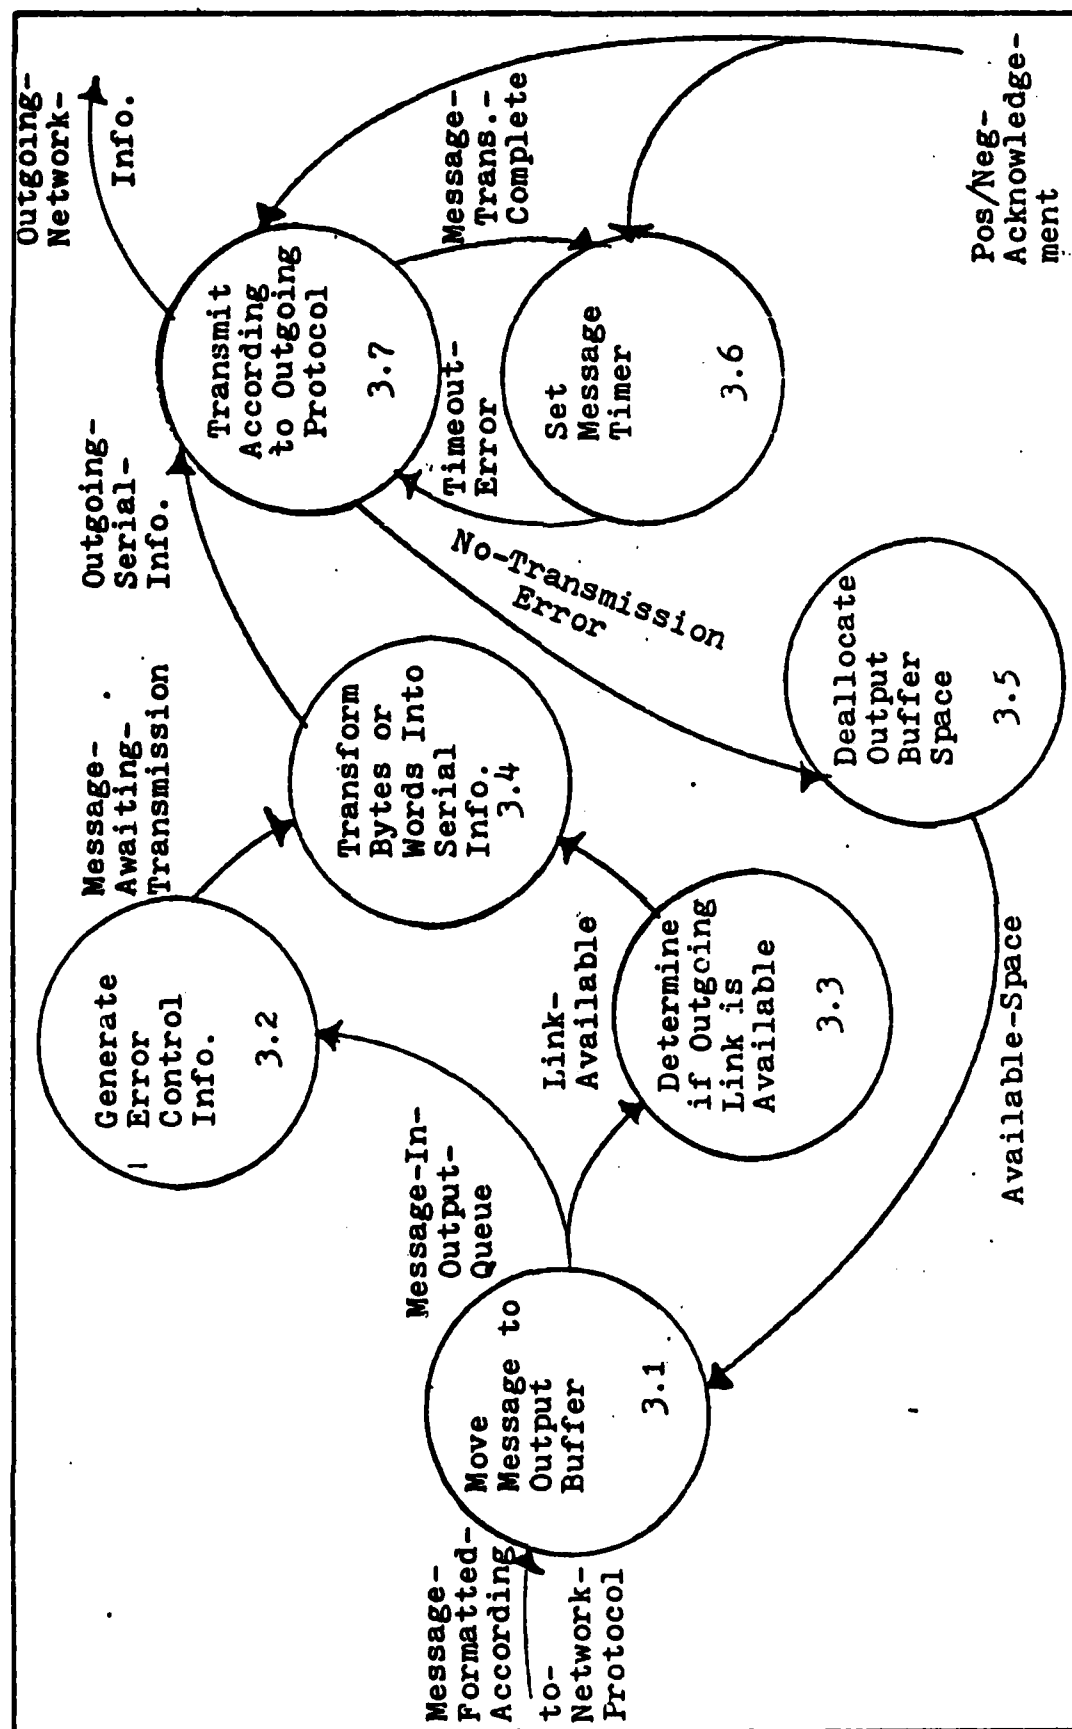 Message-
Formatted-
According
to-
Network-
Protocol
Move
Message to
Output
Buffer
3.1
Message-In-
Output-
Queue
Generate
Error
Control
Info.
3.2
Message-
Awaiting-
Transmission
Link-
Available
Determine
if Outgoing
Link is
Available
3.3
Transform
Bytes or
Words Into
Serial
Info.
3.4
Outgoing-
Serial-
Info.
Available-Space
Deallocate
Output
Buffer
Space
3.5
No-Transmission
Error
Timeout-
Error
Set
Message
Timer
3.6
Transmit
According
to Outgoing
Protocol
3.7
Message-
Trans.-
Complete
Outgoing-
Network-
Info.
Pos/Neg-
Acknowledge-
ment